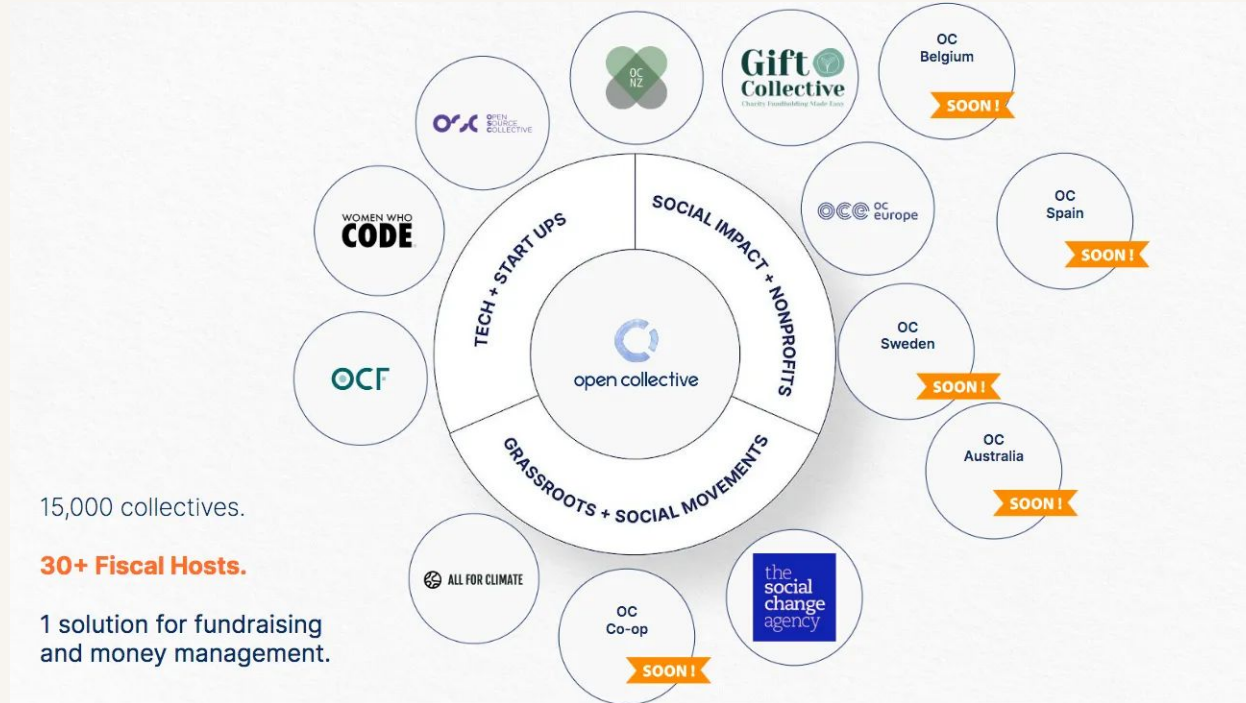 OC
NZ
Gift
Collective
Charity Fundholding Made Easy
OC
Belgium
SOON!
OPEN
SOURCE
COLLECTIVE
WOMEN WHO
CODE
oce oc
europe
OC
Spain
SOON!
TECH + START UPS
SOCIAL IMPACT + NONPROFITS
GRASSROOTS + SOCIAL MOVEMENTS
open collective
OCF
OC
Sweden
SOON!
OC
Australia
SOON!
15,000 collectives.
30+ Fiscal Hosts.
1 solution for fundraising
and money management.
ALL FOR CLIMATE
OC
Co-op
SOON!
the
social
change
agency